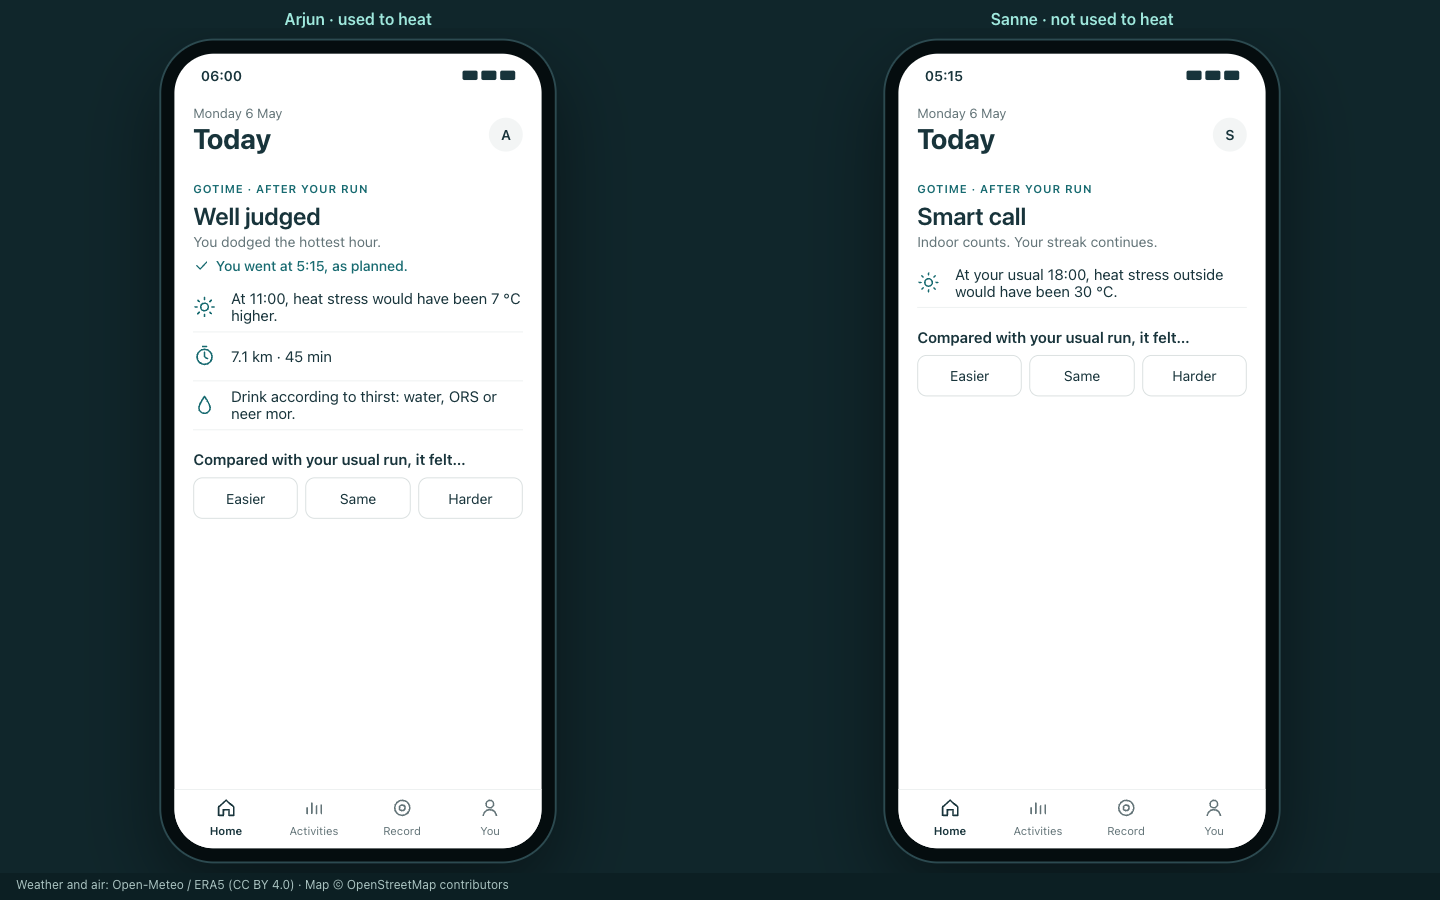 Arjun · used to heat
06:00
Monday 6 May
Today
A
GOTIME · AFTER YOUR RUN
Well judged
You dodged the hottest hour.
You went at 5:15, as planned.
At 11:00, heat stress would have been 7 °C
higher.
7.1 km · 45 min
Drink according to thirst: water, ORS or
neer mor.
Compared with your usual run, it felt...
Easier
Same
Harder
Home
Activities
Record
You
Sanne · not used to heat
05:15
Monday 6 May
Today
S
GOTIME · AFTER YOUR RUN
Smart call
Indoor counts. Your streak continues.
At your usual 18:00, heat stress outside
would have been 30 °C.
Compared with your usual run, it felt...
Easier
Same
Harder
Home
Activities
Record
You
Weather and air: Open-Meteo / ERA5 (CC BY 4.0) · Map © OpenStreetMap contributors